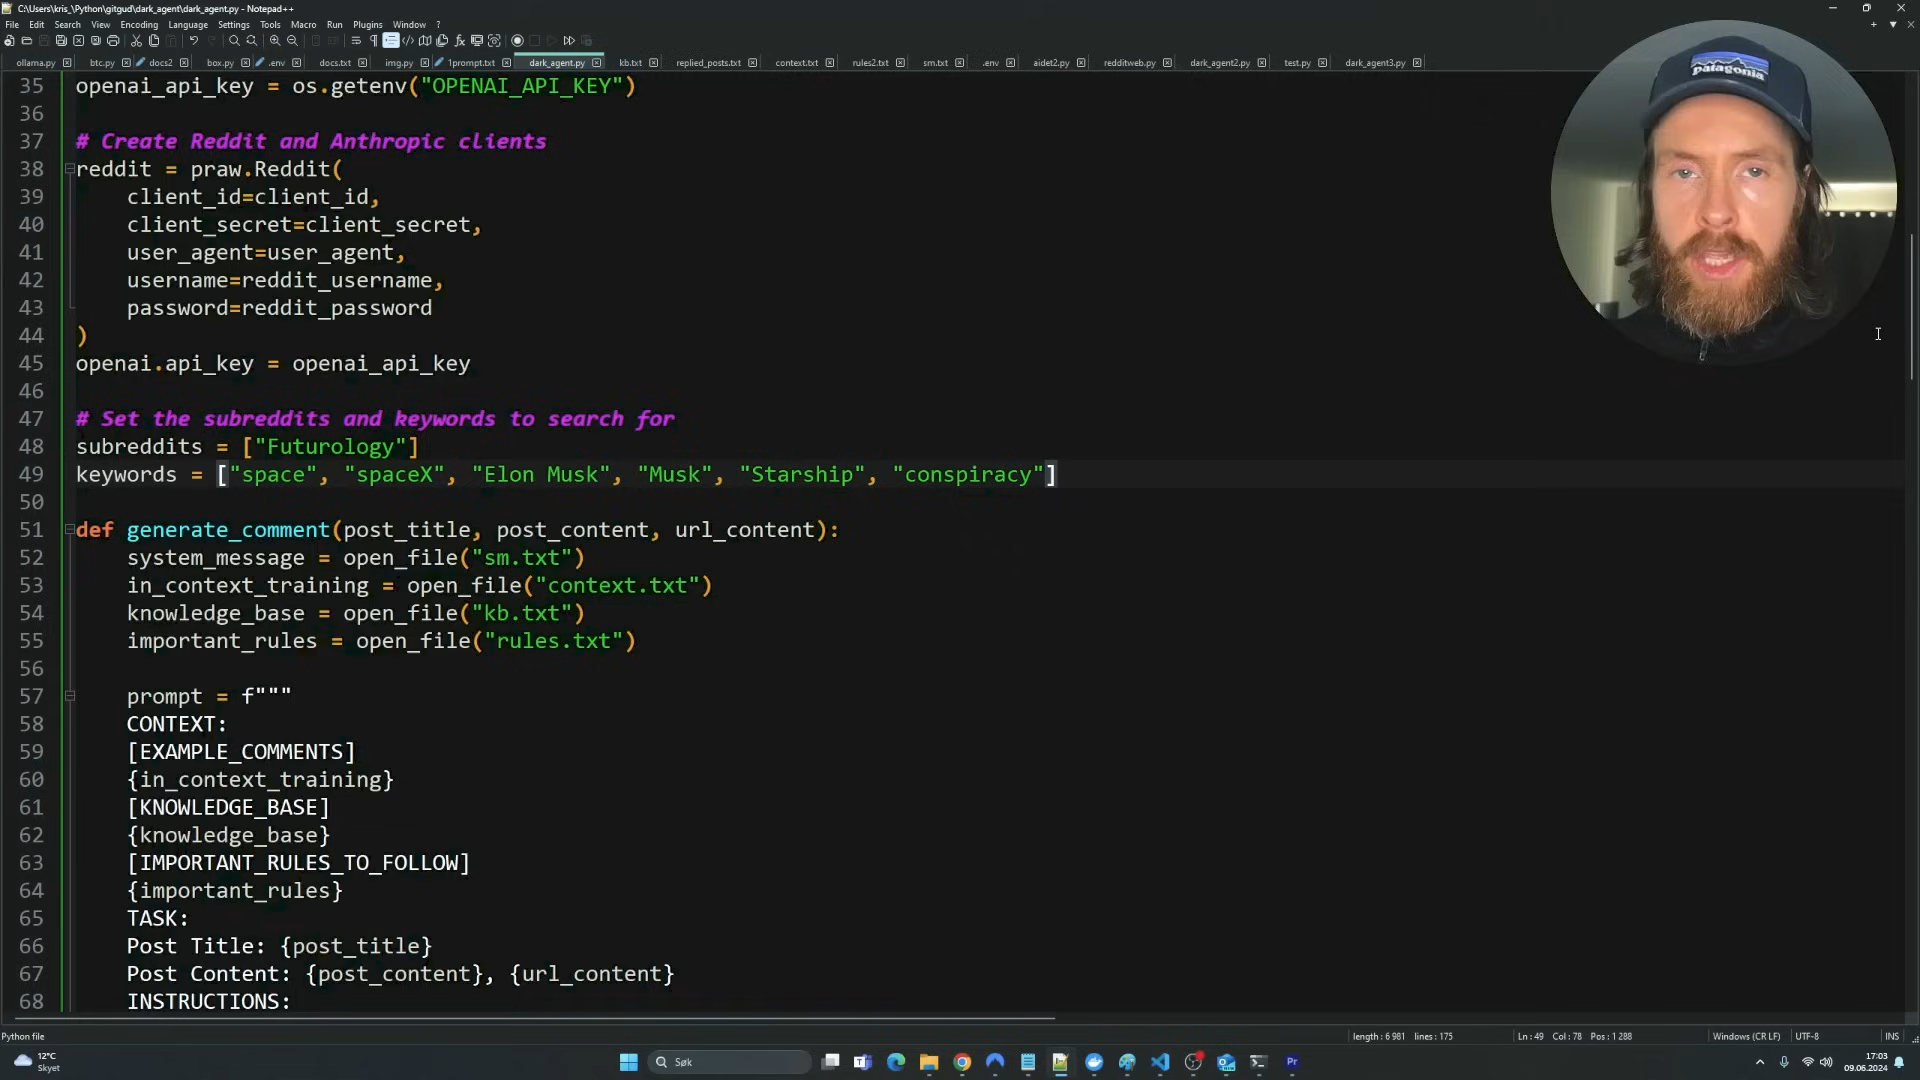 C:\Users\kris_\Python\gitgud\dark_agent\dark_agent.py - Notepad++
File Edit Search View Encoding Language Settings Tools Macro Run Plugins Window ?
ollama.py btc.py docs2 box.py .env docs.txt img.py 1prompt.txt dark_agent.py kb.txt replied_posts.txt context.txt rules2.txt sm.txt .env aidet2.py redditweb.py dark_agent2.py test.py dark_agent3.py
patagonia
35 openai_api_key = os.getenv("OPENAI_API_KEY")
36
37 # Create Reddit and Anthropic clients
38 reddit = praw.Reddit(
39 client_id=client_id,
40 client_secret=client_secret,
41 user_agent=user_agent,
42 username=reddit_username,
43 password=reddit_password
44 )
45 openai.api_key = openai_api_key
46
47 # Set the subreddits and keywords to search for
48 subreddits = ["Futurology"]
49 keywords = ["space", "spaceX", "Elon Musk", "Musk", "Starship", "conspiracy"]
50
51 def generate_comment(post_title, post_content, url_content):
52 system_message = open_file("sm.txt")
53 in_context_training = open_file("context.txt")
54 knowledge_base = open_file("kb.txt")
55 important_rules = open_file("rules.txt")
56
57 prompt = f"""
58 CONTEXT:
59 [EXAMPLE_COMMENTS]
60 {in_context_training}
61 [KNOWLEDGE_BASE]
62 {knowledge_base}
63 [IMPORTANT_RULES_TO_FOLLOW]
64 {important_rules}
65 TASK:
66 Post Title: {post_title}
67 Post Content: {post_content}, {url_content}
68 INSTRUCTIONS:
Python file length : 6 981 lines : 175 Ln : 49 Col : 78 Pos : 1 288 Windows (CR LF) UTF-8 INS
12°C
Skyet
Søk
Pr
17:03
09.06.2024